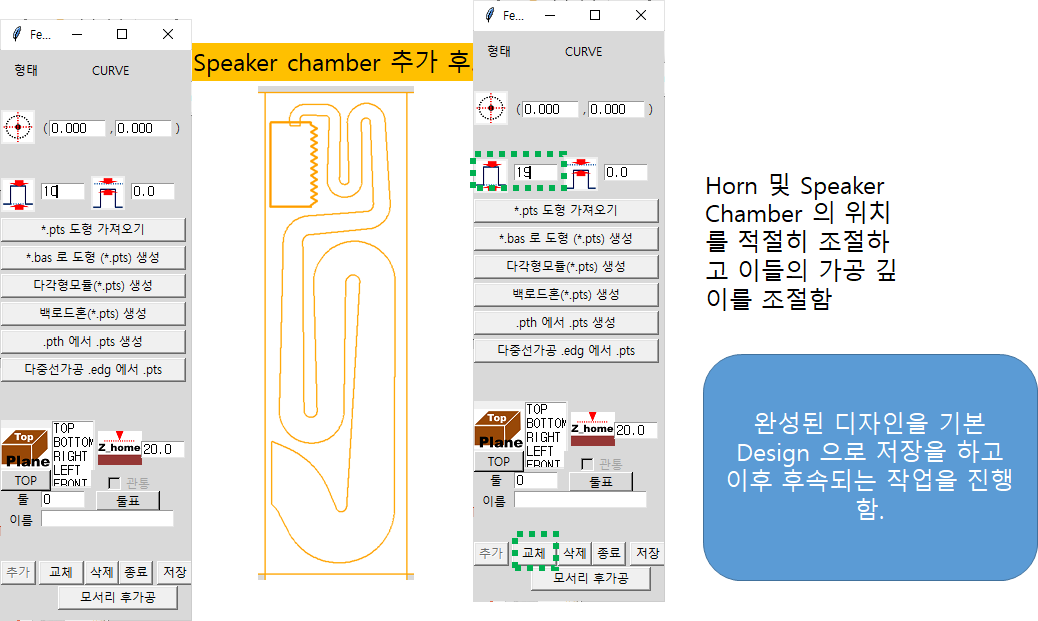 Fe...
형태 CURVE
( 0.000 , 0.000 )
10 0.0
*.pts 도형 가져오기
*.bas 로 도형 (*.pts) 생성
다각형모듈(*.pts) 생성
백로드혼(*.pts) 생성
.pth 에서 .pts 생성
다중선가공 .edg 에서 .pts
Top
Plane
TOP
BOTTOM
RIGHT
LEFT
FRONT
Z_home 20.0
TOP
관통
둘 0 둘표
이름
추가 교체 삭제 종료 저장
모서리 후가공
Speaker chamber 추가 후
Fe...
형태 CURVE
( 0.000 , 0.000 )
15 0.0
*.pts 도형 가져오기
*.bas 로 도형 (*.pts) 생성
다각형모듈(*.pts) 생성
백로드혼(*.pts) 생성
.pth 에서 .pts 생성
다중선가공 .edg 에서 .pts
Top
Plane
TOP
BOTTOM
RIGHT
LEFT
FRONT
Z_home 20.0
TOP
관통
둘 0 둘표
이름
추가 교체 삭제 종료 저장
모서리 후가공
Horn 및 Speaker
Chamber 의 위치
를 적절히 조절하
고 이들의 가공 깊
이를 조절함
완성된 디자인을 기본
Design 으로 저장을 하고
이후 후속되는 작업을 진행
함.